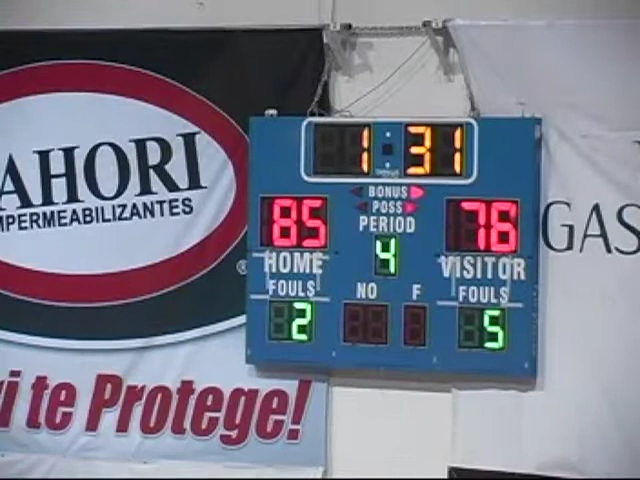 AHORI
MPERMEABILIZANTES
®
ri te Protege!
1:31
BONUS
POSS
PERIOD
85
76
4
HOME
VISITOR
FOULS
NO
F
FOULS
2
5
GAS